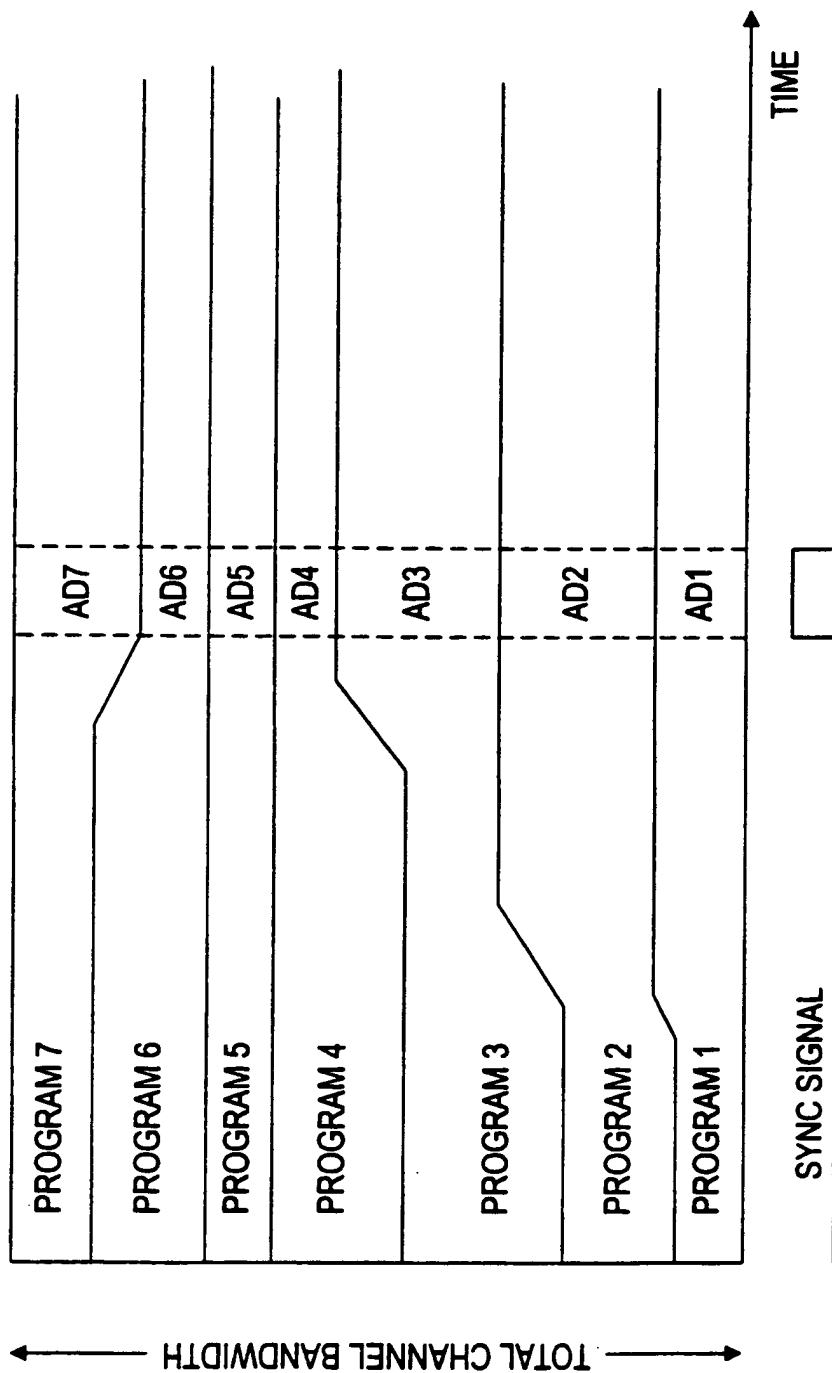 TOTAL CHANNEL BANDWIDTH
PROGRAM 7
AD7
PROGRAM 6
AD6
PROGRAM 5
AD5
PROGRAM 4
AD4
PROGRAM 3
AD3
PROGRAM 2
AD2
PROGRAM 1
AD1
TIME
SYNC SIGNAL